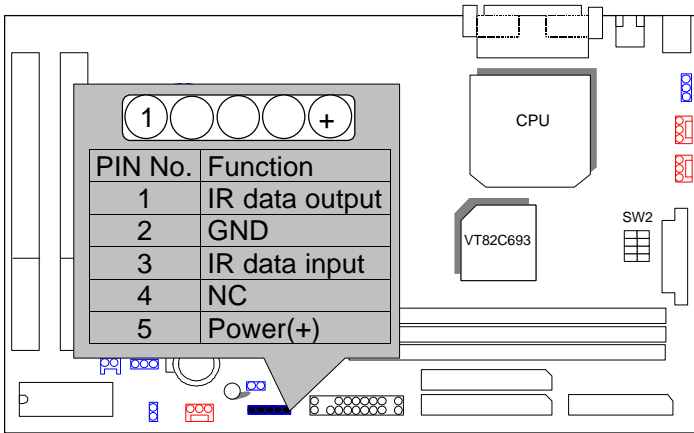 1 +
PIN No. Function
1 IR data output
2 GND
3 IR data input
4 NC
5 Power(+)
CPU
SW2
VT82C693